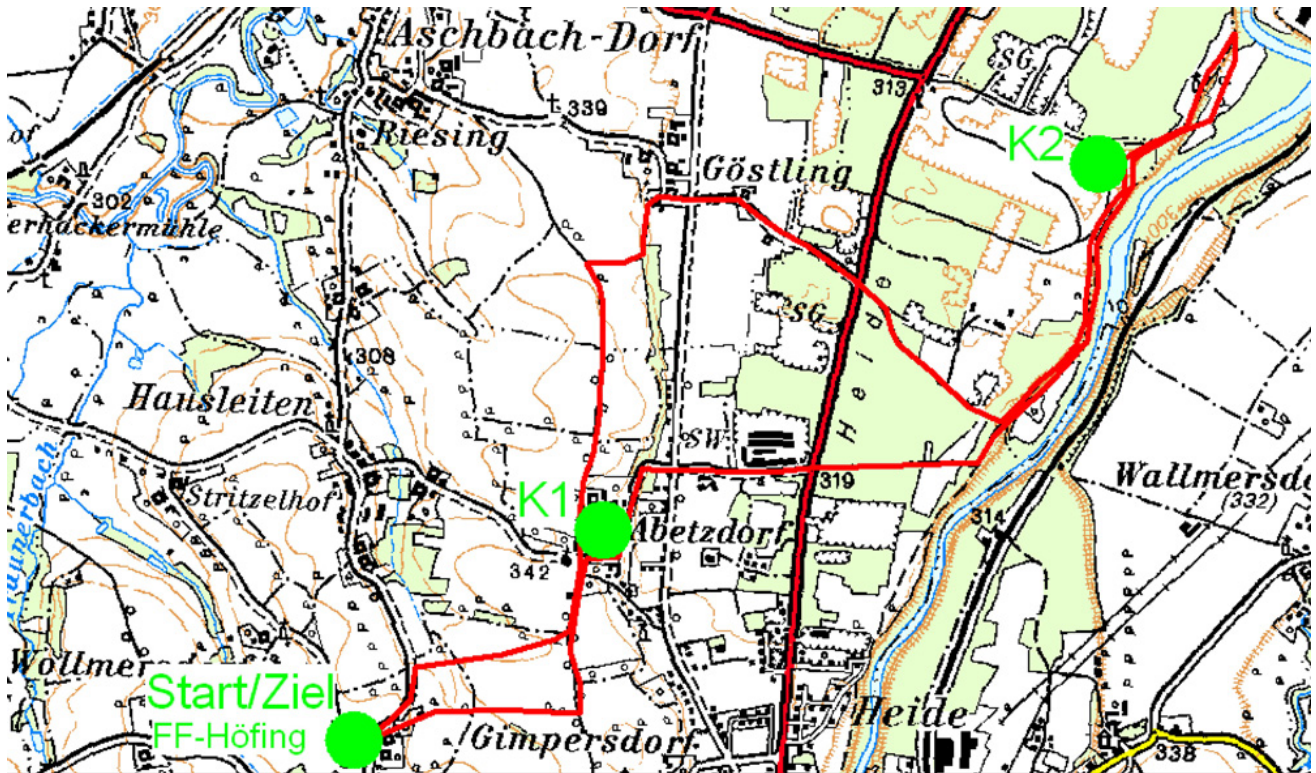 Aschbach-Dorf
SG
313
339
Riesing
K2
Göstling
302
erhackermühle
300
SG
308
Heide
Hausleiten
SW
Stritzelhof
K1
319
Wallmersd
(332)
Abetzdorf
314
342
Start/Ziel
FF-Höfing
Heide
Gimpersdorf
338